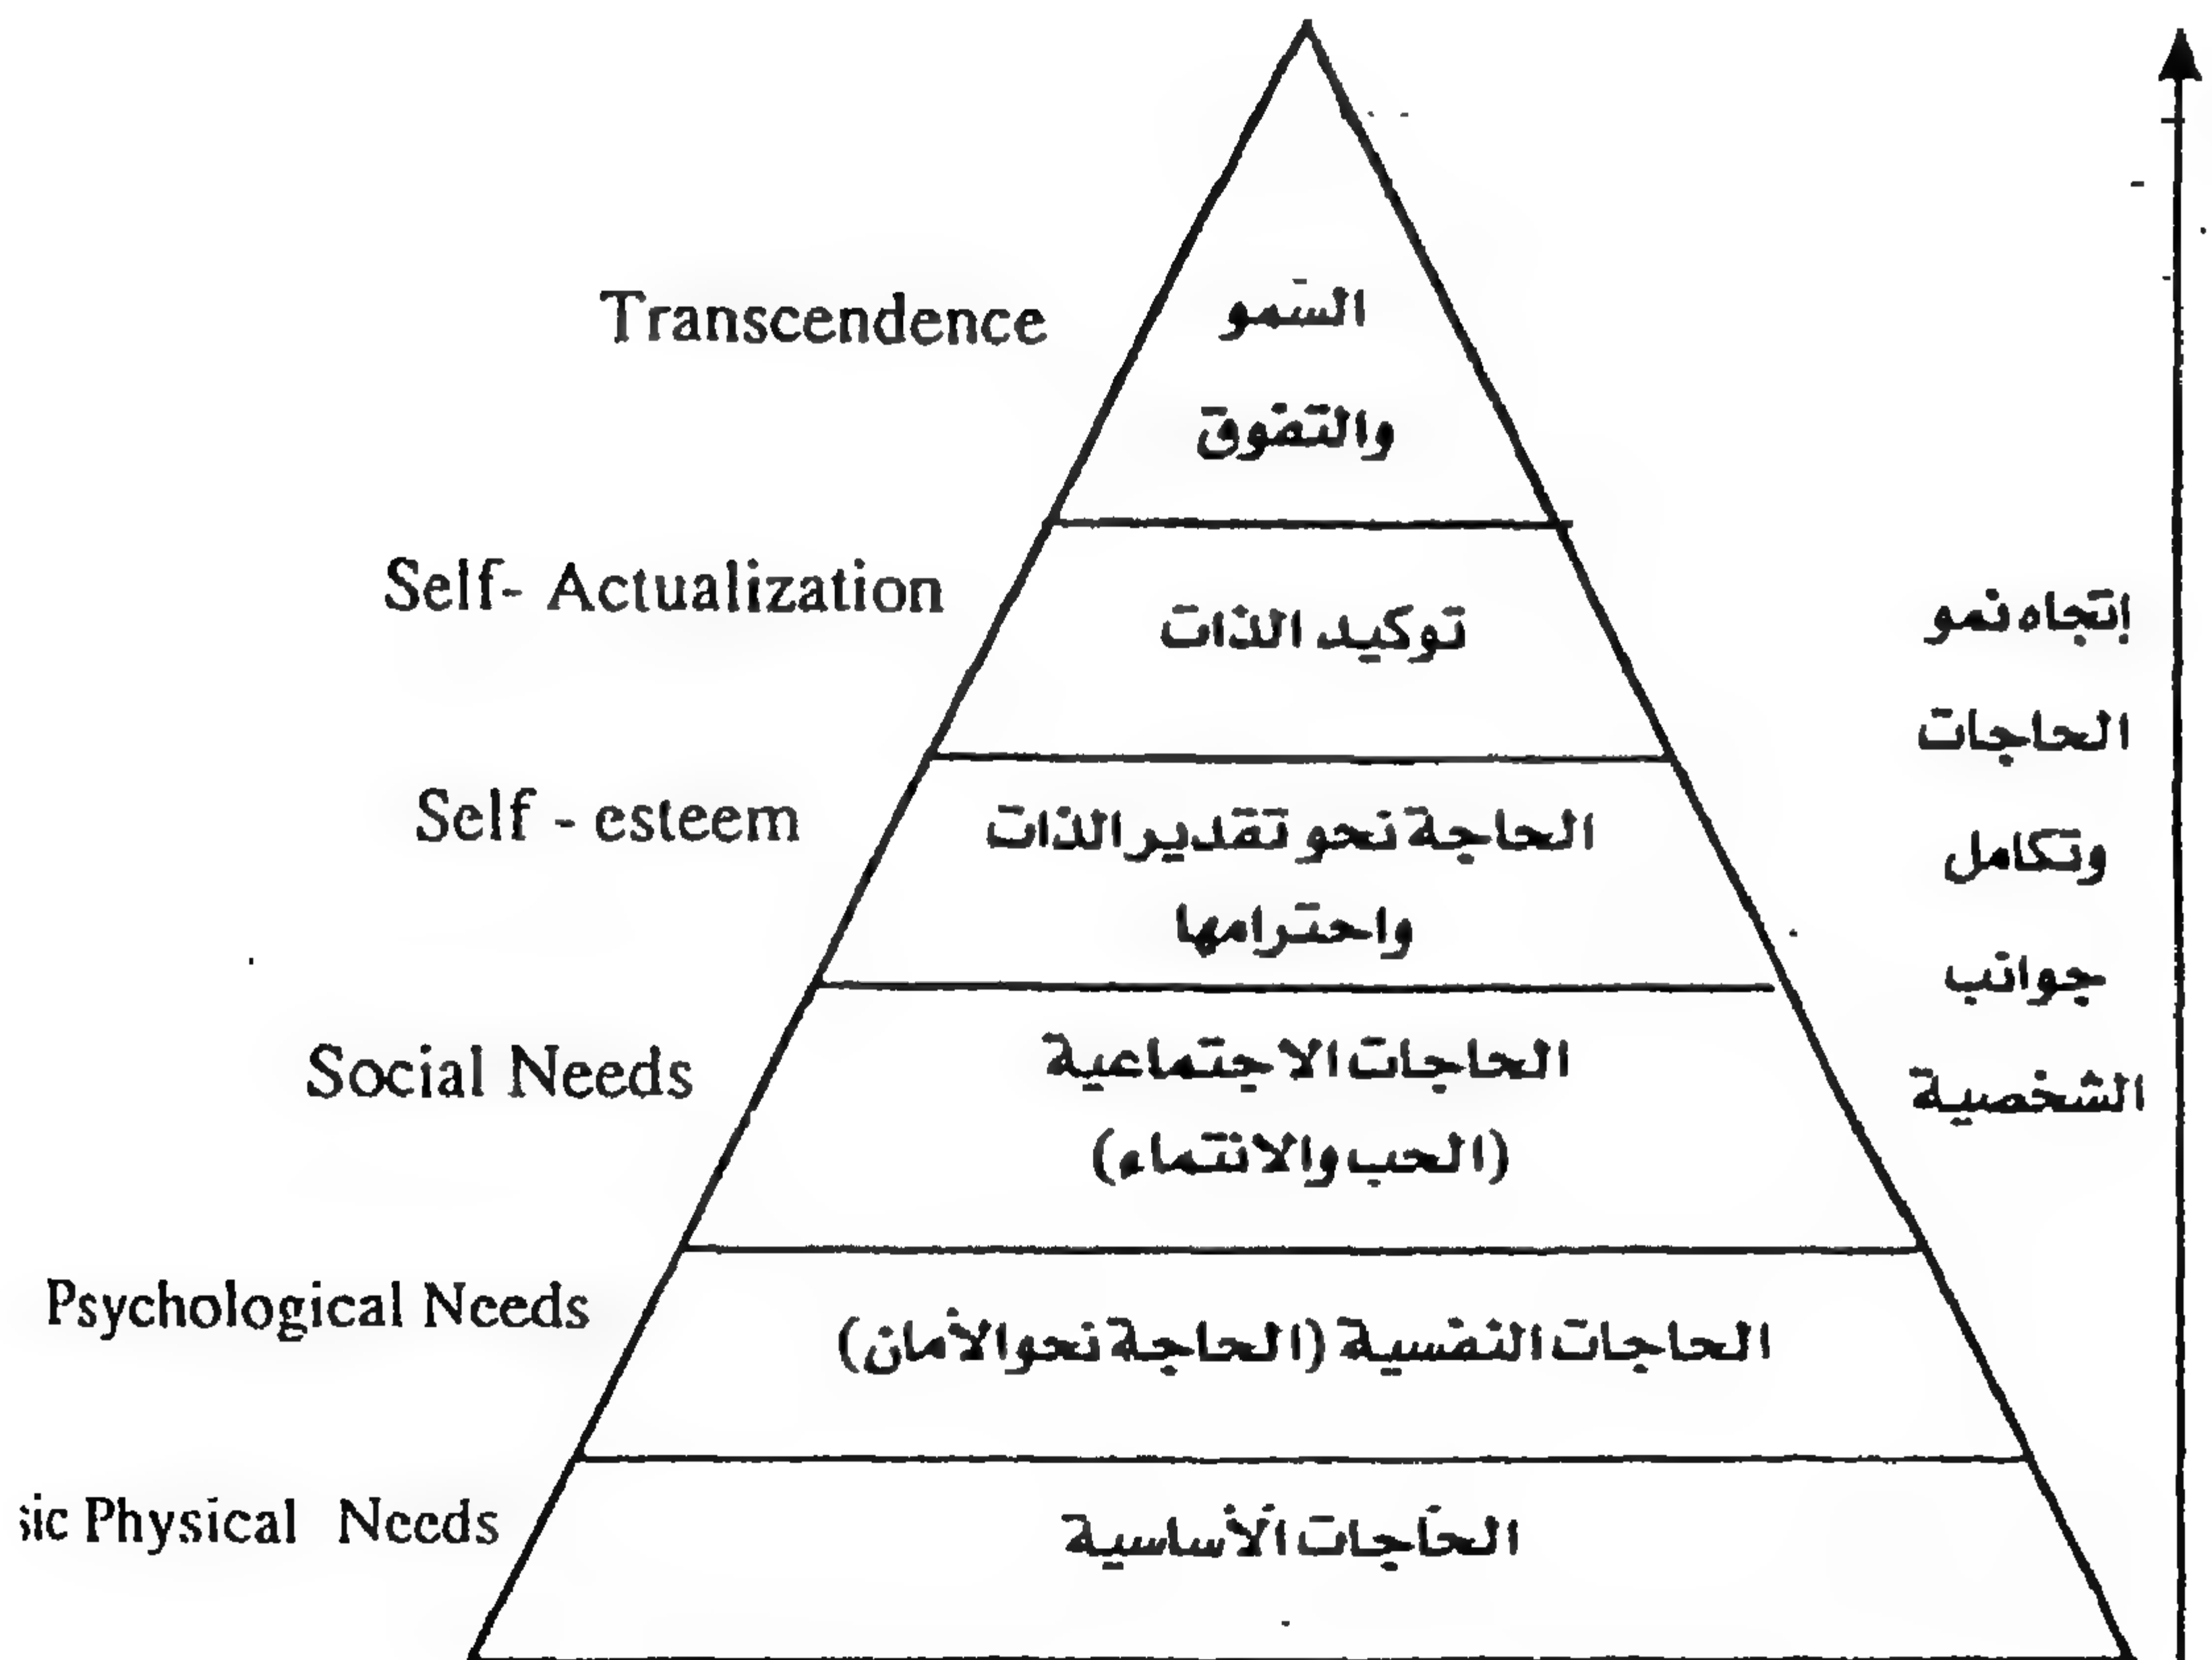 Transcendence
السمو
والتفوق
Self- Actualization
توكيد الذات
Self - esteem
الحاجة نحو تقدير الذات
واحترامها
Social Needs
الحاجات الاجتماعية
(الحب والانتماء)
Psychological Needs
الحاجات النفسية (الحاجة نحو الأمان)
sic Physical Needs
الحاجات الأساسية
إتجاه نمو
الحاجات
وتكامل
جوانب
الشخصية